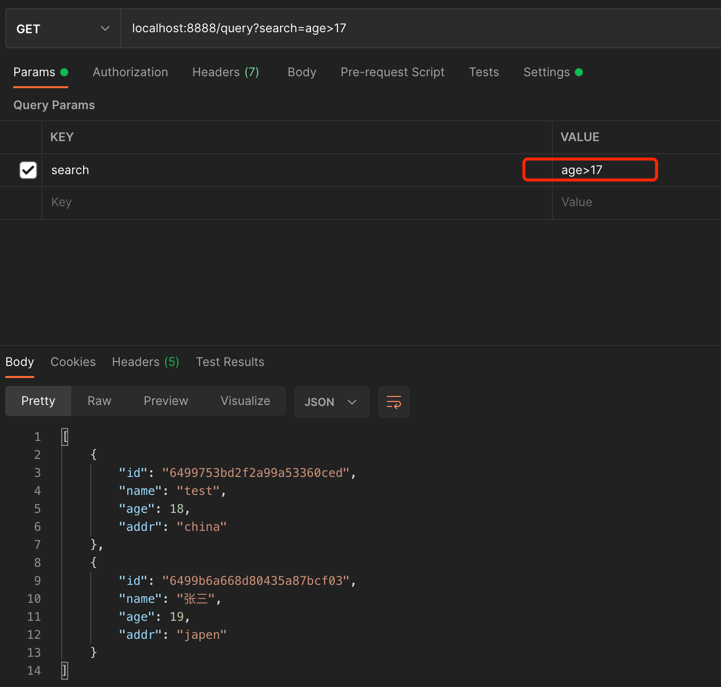 GET localhost:8888/query?search=age>17
Params Authorization Headers (7) Body Pre-request Script Tests Settings
Query Params
KEY VALUE
search age>17
Key Value
Body Cookies Headers (5) Test Results
Pretty Raw Preview Visualize JSON
1 [
2 {
3 "id": "6499753bd2f2a99a53360ced",
4 "name": "test",
5 "age": 18,
6 "addr": "china"
7 },
8 {
9 "id": "6499b6a668d80435a87bcf03",
10 "name": "张三",
11 "age": 19,
12 "addr": "japen"
13 }
14 ]